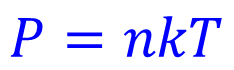 P = nkT